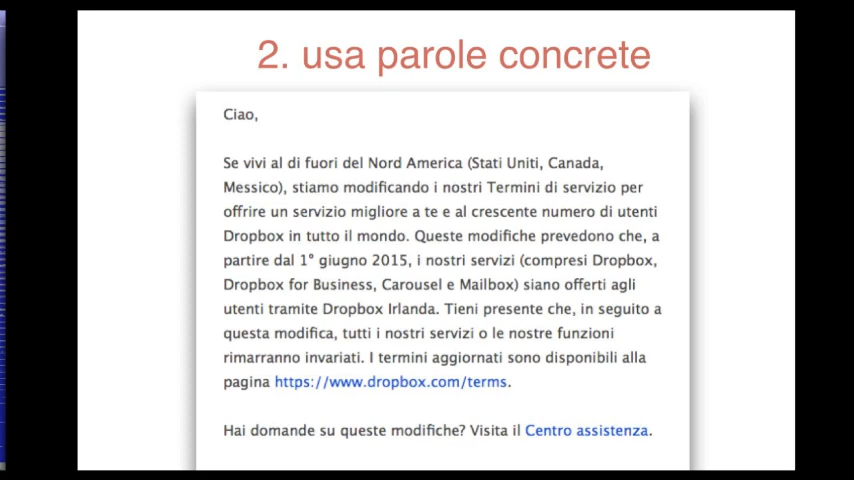 2. usa parole concrete
Ciao,
Se vivi al di fuori del Nord America (Stati Uniti, Canada,
Messico), stiamo modificando i nostri Termini di servizio per
offrire un servizio migliore a te e al crescente numero di utenti
Dropbox in tutto il mondo. Queste modifiche prevedono che, a
partire dal 1° giugno 2015, i nostri servizi (compresi Dropbox,
Dropbox for Business, Carousel e Mailbox) siano offerti agli
utenti tramite Dropbox Irlanda. Tieni presente che, in seguito a
questa modifica, tutti i nostri servizi o le nostre funzioni
rimarranno invariati. I termini aggiornati sono disponibili alla
pagina https://www.dropbox.com/terms.
Hai domande su queste modifiche? Visita il Centro assistenza.